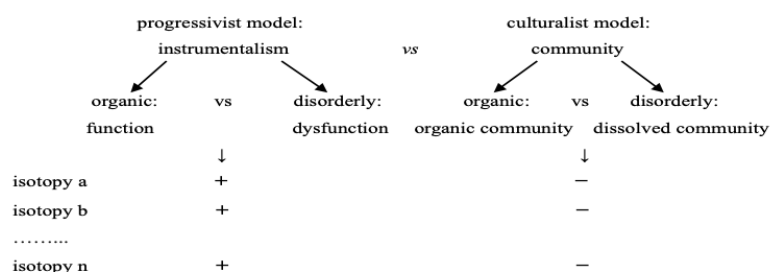 progressivist model: culturalist model:
instrumentalism vs community
organic: vs disorderly: organic: vs disorderly:
function dysfunction organic community dissolved community
↓ ↓
isotopy a + −
isotopy b + −
………...
isotopy n + −